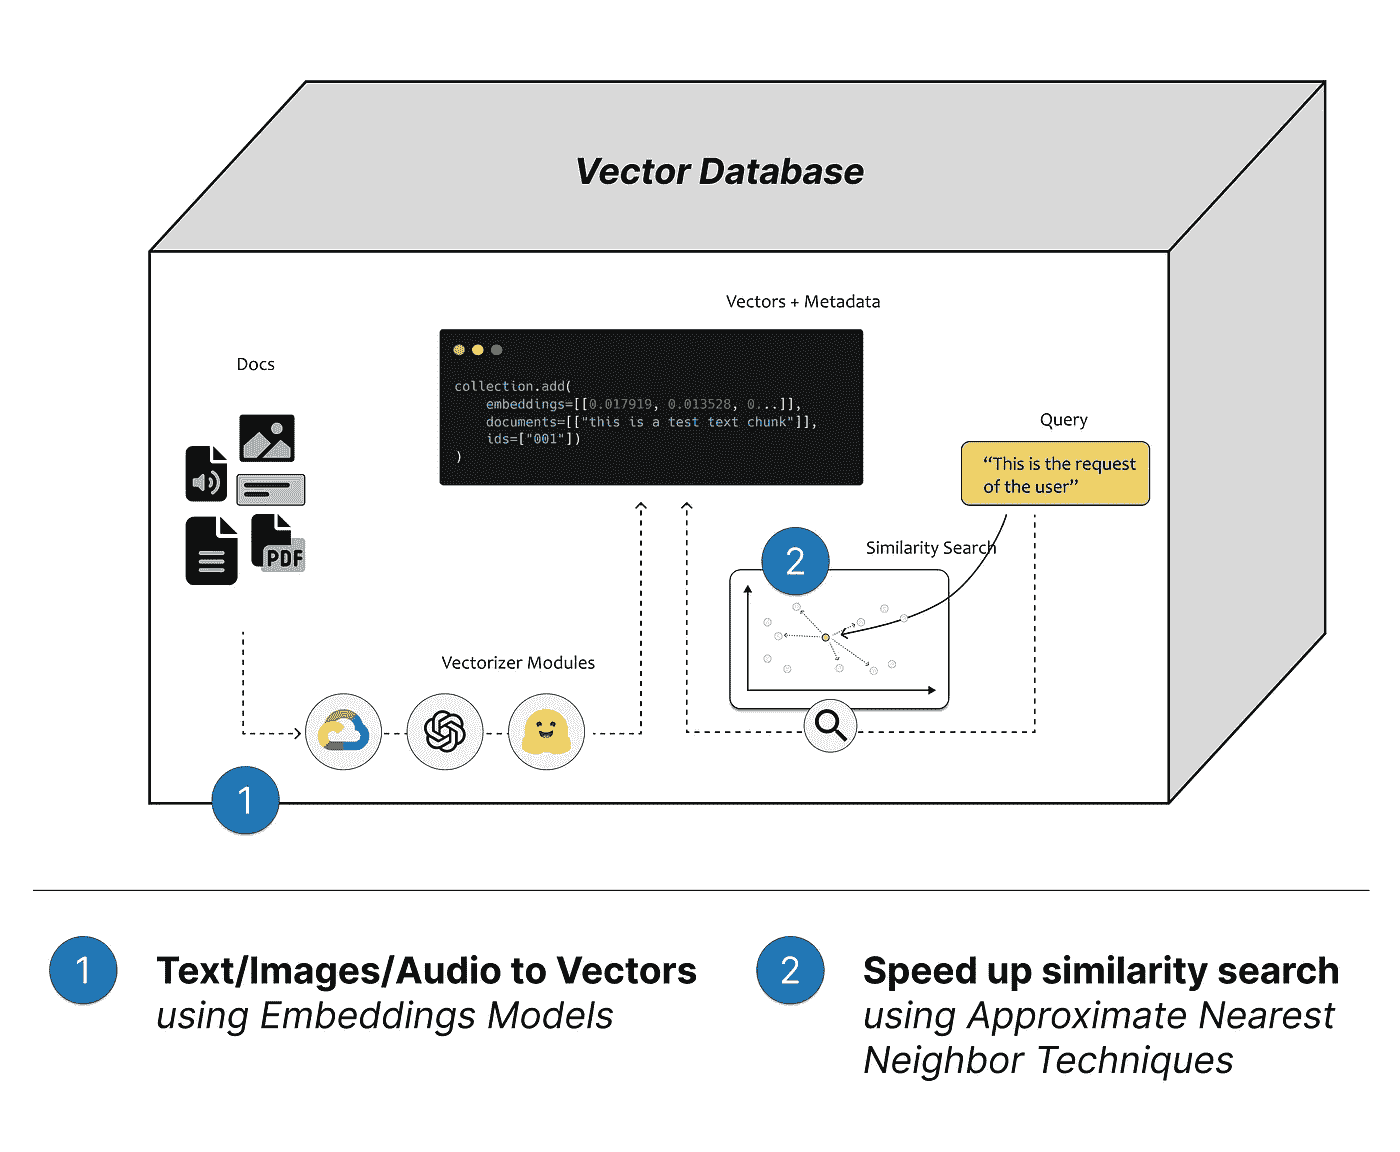 Vector Database
Vectors + Metadata
Docs
collection.add(
embeddings=[[0.017919, 0.013528, 0...]],
documents=[["this is a test text chunk"]],
ids=["001"])
)
Query
“This is the request
of the user”
PDF
2
Similarity Search
Vectorizer Modules
1
1
Text/Images/Audio to Vectors
using Embeddings Models
2
Speed up similarity search
using Approximate Nearest
Neighbor Techniques